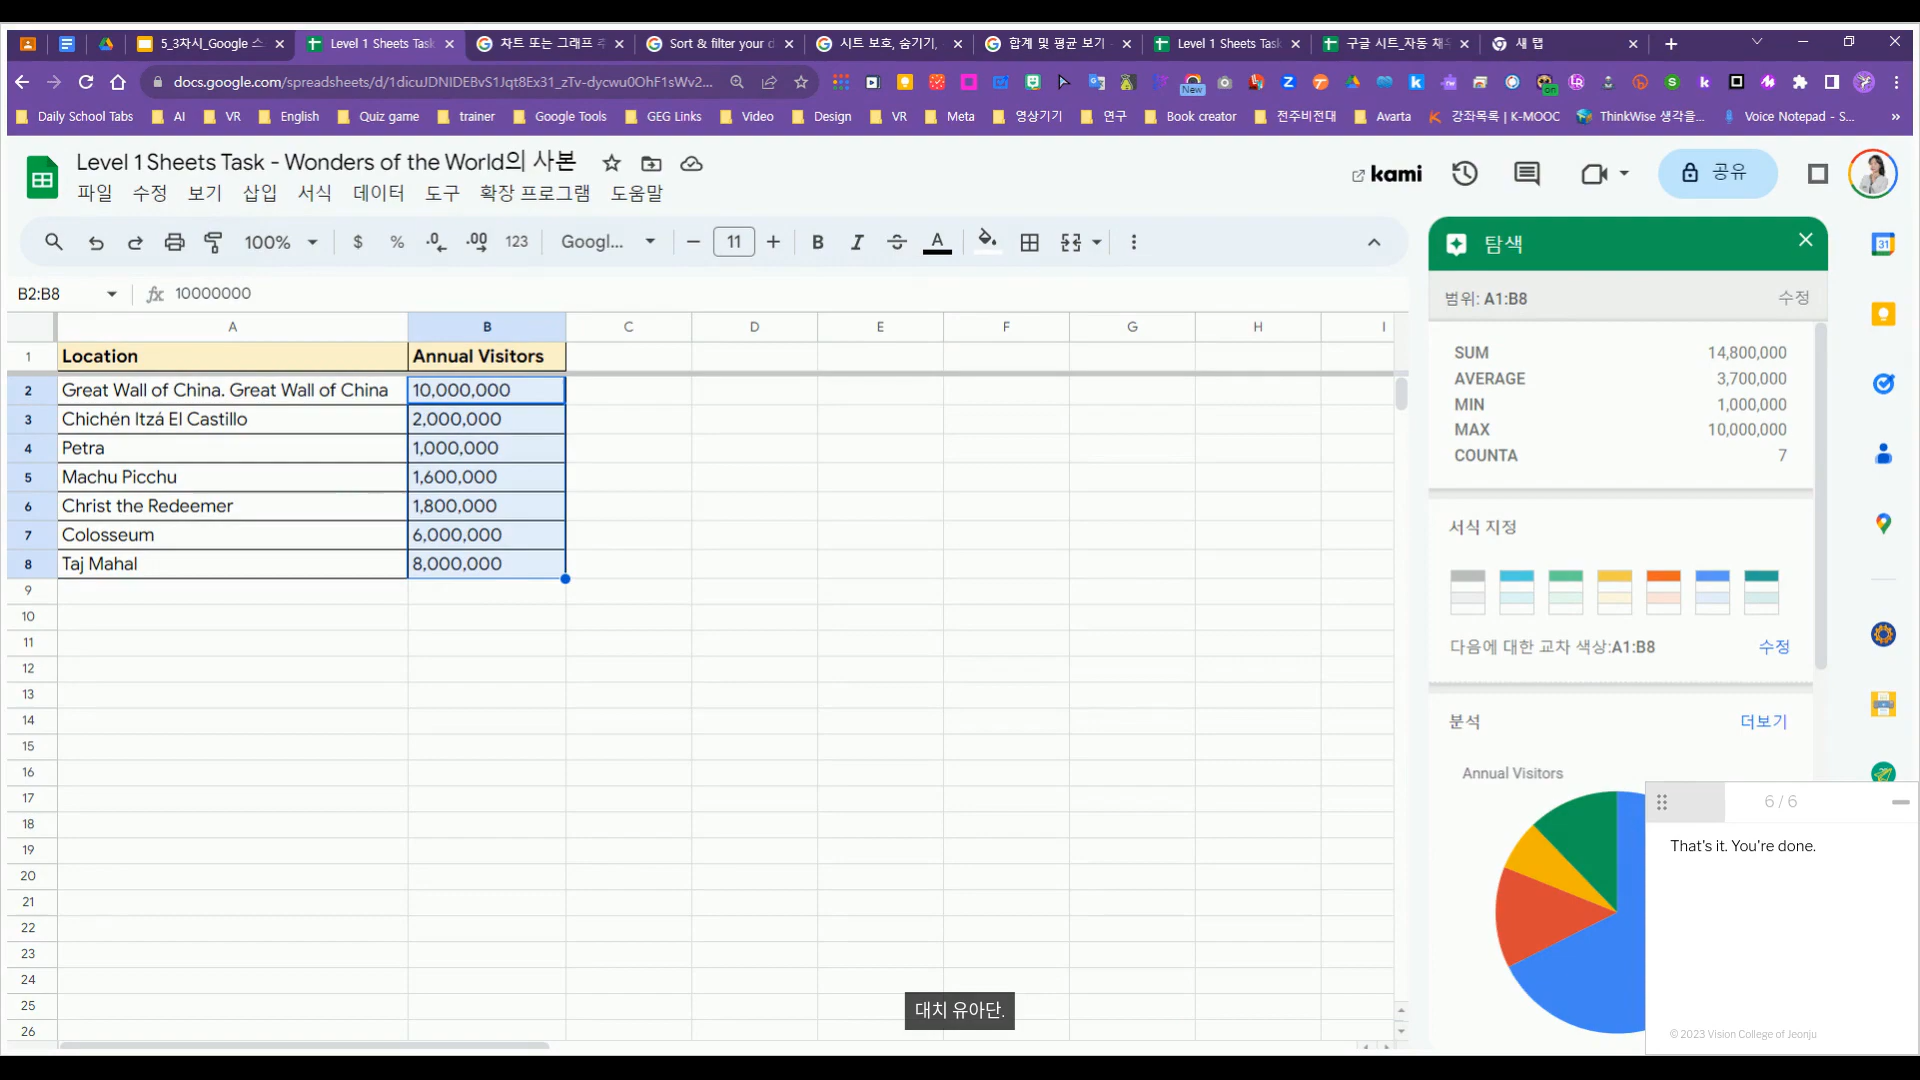 5_3차시_Google 스
Level 1 Sheets Task
차트 또는 그래프 추
Sort & filter your d
시트 보호, 숨기기,
합계 및 평균 보기 -
Level 1 Sheets Task
구글 시트_자동 채우
새 탭
docs.google.com/spreadsheets/d/1dicuJDNIDEBvS1Jqt8Ex31_zTv-dycwu0OhF1sWv2...
New
on
Daily School Tabs
AI
VR
English
Quiz game
trainer
Google Tools
GEG Links
Video
Design
VR
Meta
영상기기
연구
Book creator
전주비전대
Avarta
강좌목록 | K-MOOC
ThinkWise 생각을...
Voice Notepad - S...
Level 1 Sheets Task - Wonders of the World의 사본
kami
공유
파일 수정 보기 삽입 서식 데이터 도구 확장 프로그램 도움말
100% $ % .0 .00 123 Googl... 11 B I A
B2:B8 fx 10000000
A B C D E F G H I
1 Location Annual Visitors
2 Great Wall of China. Great Wall of China 10,000,000
3 Chichén Itzá El Castillo 2,000,000
4 Petra 1,000,000
5 Machu Picchu 1,600,000
6 Christ the Redeemer 1,800,000
7 Colosseum 6,000,000
8 Taj Mahal 8,000,000
9
10
11
12
13
14
15
16
17
18
19
20
21
22
23
24
25
26
탐색
범위: A1:B8 수정
SUM 14,800,000
AVERAGE 3,700,000
MIN 1,000,000
MAX 10,000,000
COUNTA 7
서식 지정
다음에 대한 교차 색상:A1:B8 수정
분석 더보기
Annual Visitors
31
6 / 6
That's it. You're done.
© 2023 Vision College of Jeonju
대치 유아단.